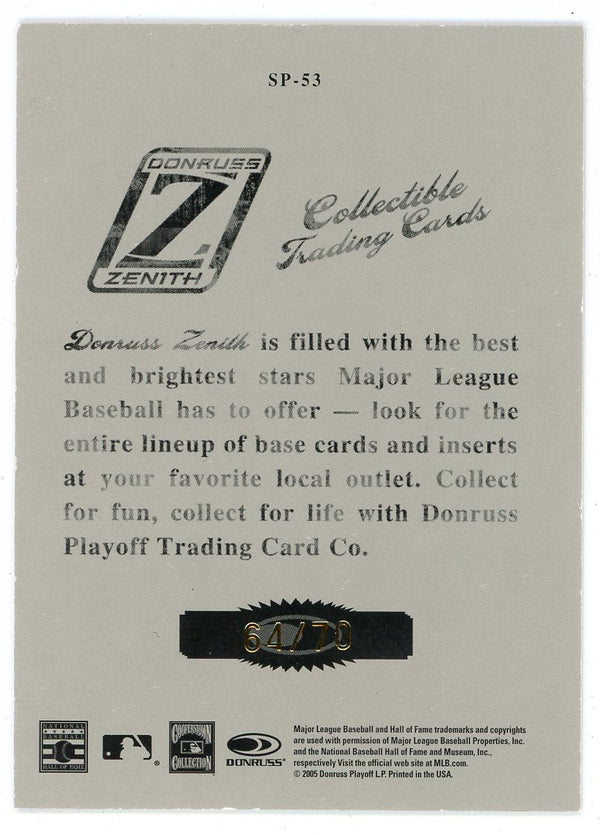 SP-53
DONRUSS
Z
ZENITH
Collectible
Trading Cards
Donruss Zenith is filled with the best
and brightest stars Major League
Baseball has to offer — look for the
entire lineup of base cards and inserts
at your favorite local outlet. Collect
for fun, collect for life with Donruss
Playoff Trading Card Co.
64/70
NATIONAL
BASEBALL
HALL OF FAME
®
COOPERSTOWN
COLLECTION
DONRUSS®
Major League Baseball and Hall of Fame trademarks and copyrights
are used with permission of Major League Baseball Properties, Inc.
and the National Baseball Hall of Fame and Museum, Inc.,
respectively Visit the official web site at MLB.com.
© 2005 Donruss Playoff L.P. Printed in the USA.